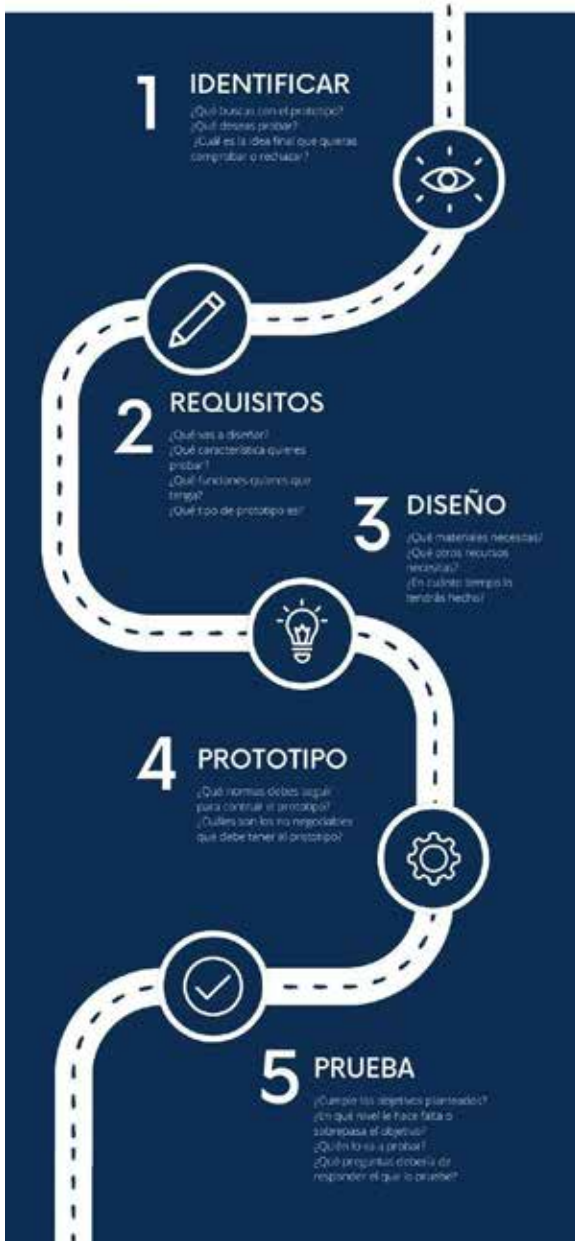 1
IDENTIFICAR
¿Qué buscas con el prototipo?
¿Qué deseas probar?
¿Cuál es la idea final que quieras
comprobar o rechazar?
2
REQUISITOS
¿Qué vas a diseñar?
¿Qué característica quieres
probar?
¿Qué funciones quieres que
tenga?
¿Qué tipo de prototipo es?
3
DISEÑO
¿Qué materiales necesitas?
¿Qué otros recursos
necesitas?
¿En cuánto tiempo lo
tendrás hecho?
4
PROTOTIPO
¿Qué normas debes seguir
para el prototipo?
¿Cuáles son los no negociables
que debe tener el prototipo?
5
PRUEBA
¿Cumple los objetivos planteados?
¿En qué nivel le hace falta o
sobrepasa el objetivo?
¿Quién lo va a probar?
¿Qué preguntas debería de
responder el que lo pruebe?